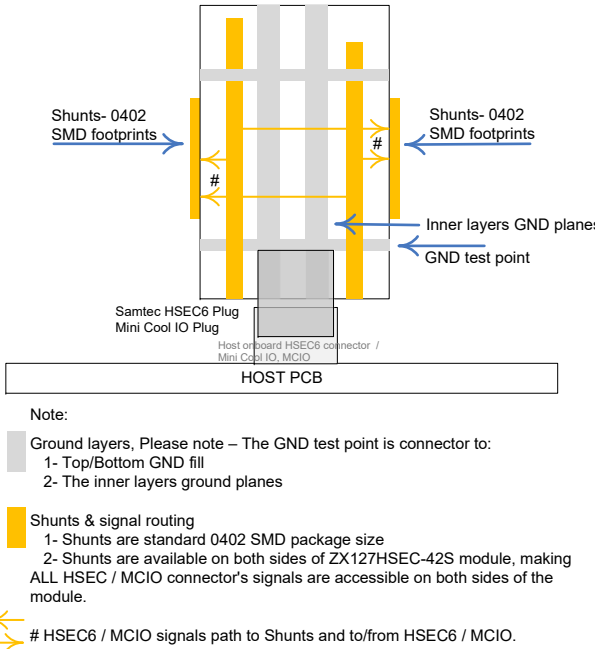 Shunts- 0402
SMD footprints
Shunts- 0402
SMD footprints
#
#
Inner layers GND planes
GND test point
Samtec HSEC6 Plug
Mini Cool IO Plug
Host onboard HSEC6 connector /
Mini Cool IO, MCIO
HOST PCB
Note:
Ground layers, Please note – The GND test point is connector to:
1- Top/Bottom GND fill
2- The inner layers ground planes
Shunts & signal routing
1- Shunts are standard 0402 SMD package size
2- Shunts are available on both sides of ZX127HSEC-42S module, making
ALL HSEC / MCIO connector's signals are accessible on both sides of the
module.
# HSEC6 / MCIO signals path to Shunts and to/from HSEC6 / MCIO.